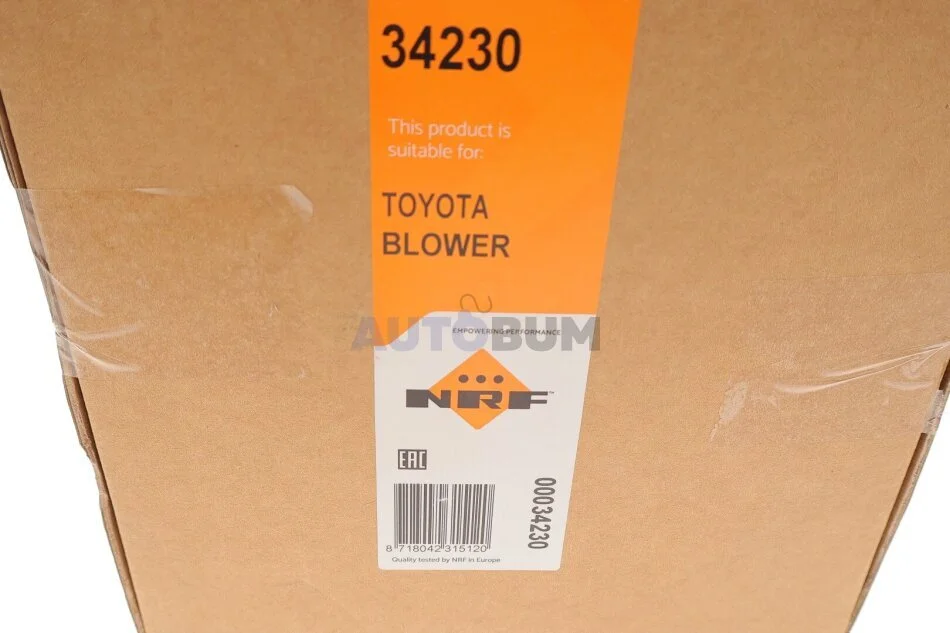 34230
This product is
suitable for:
TOYOTA
BLOWER
AUTOBUM
EMPOWERING PERFORMANCE
NRF™
EAC
00034230
8 718042 315120
Quality tested by NRF in Europe